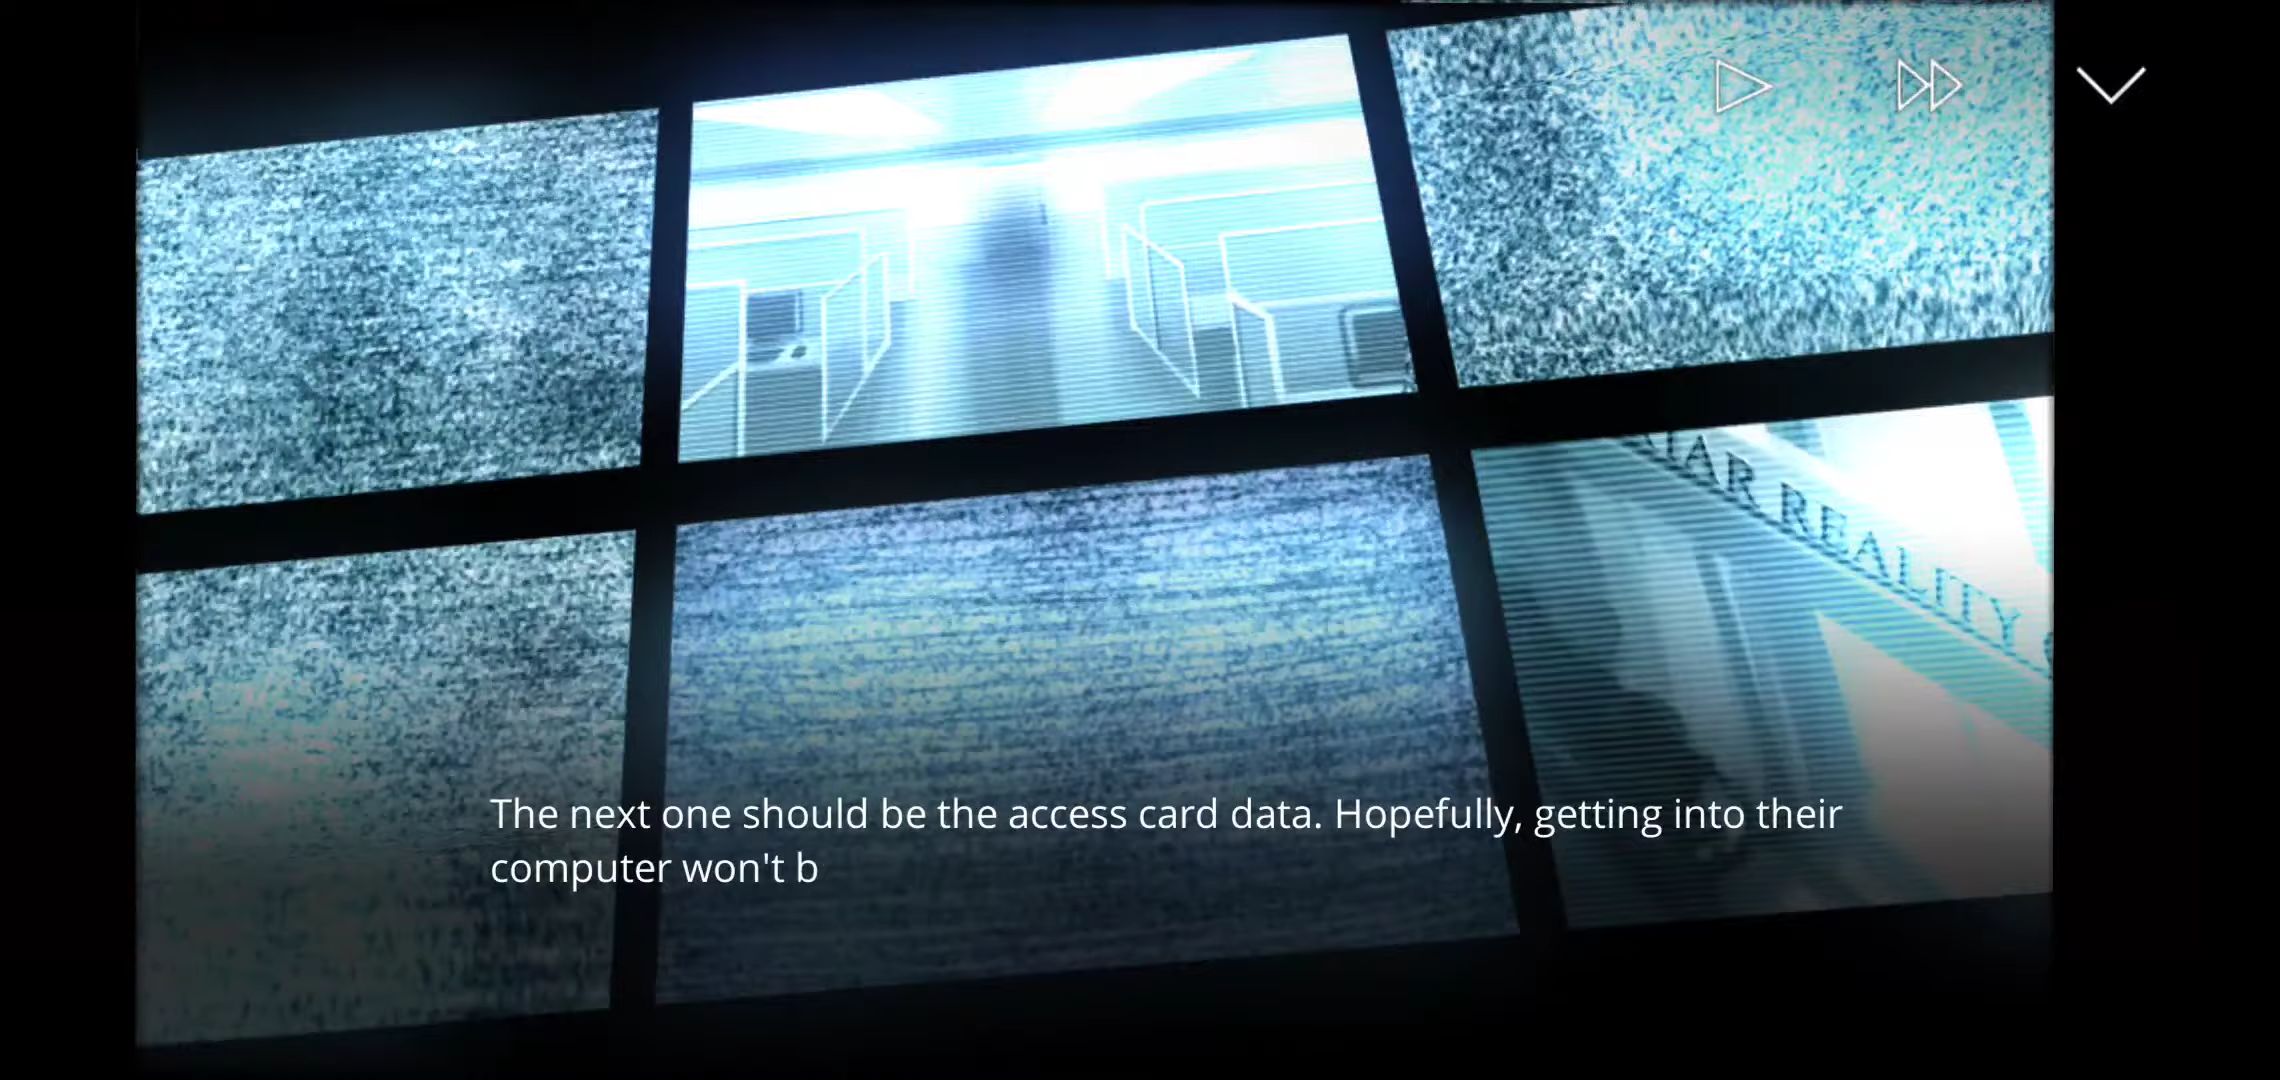 REALITY
The next one should be the access card data. Hopefully, getting into their
computer won't b